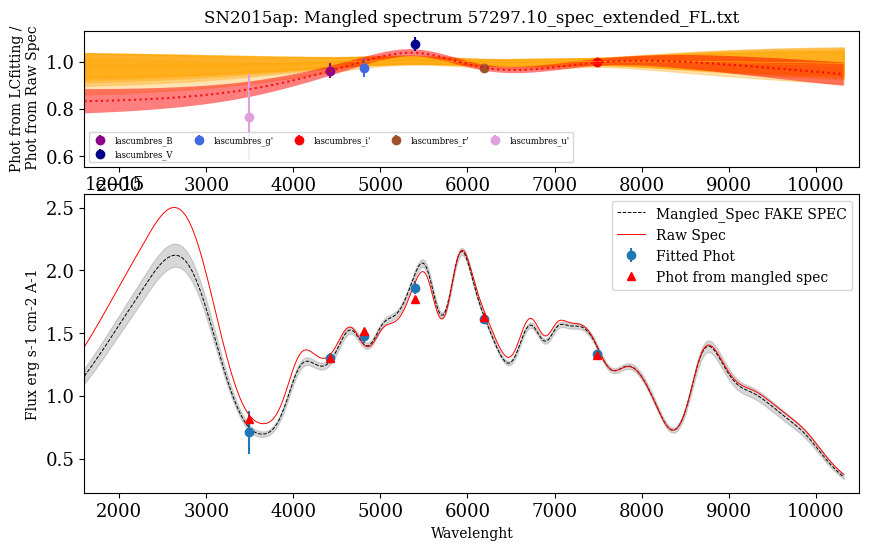 SN2015ap: Mangled spectrum 57297.10_spec_extended_FL.txt
Phot from LCfitting /
Phot from Raw Spec
1.0
0.8
0.6
lascumbres_B
lascumbres_g'
lascumbres_i'
lascumbres_r'
lascumbres_u'
lascumbres_V
2000 3000 4000 5000 6000 7000 8000 9000 10000
1e−15
Flux erg s-1 cm-2 A-1
2.5
2.0
1.5
1.0
0.5
Mangled_Spec FAKE SPEC
Raw Spec
Fitted Phot
Phot from mangled spec
2000 3000 4000 5000 6000 7000 8000 9000 10000
Wavelenght